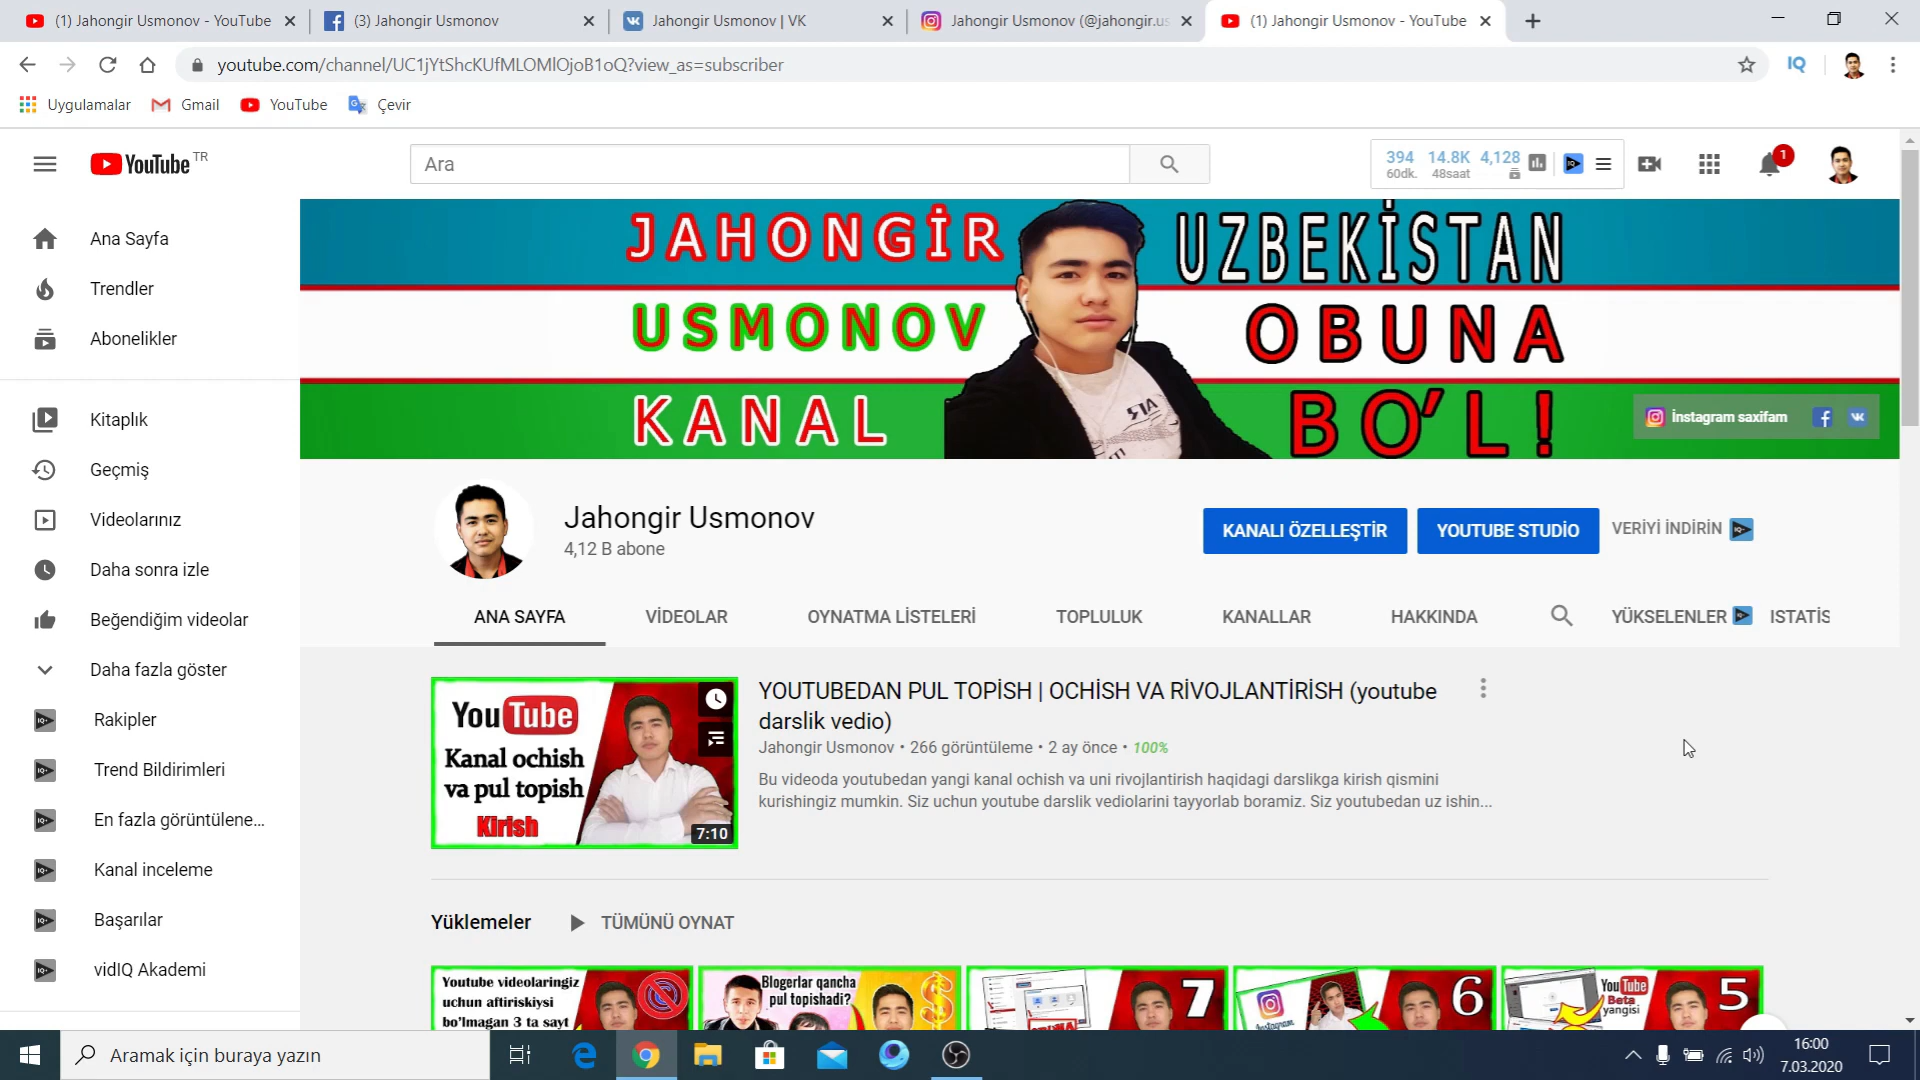 (1) Jahongir Usmonov - YouTube
(3) Jahongir Usmonov
Jahongir Usmonov | VK
Jahongir Usmonov (@jahongir.us
(1) Jahongir Usmonov - YouTube
youtube.com/channel/UC1jYtShcKUfMLOMlOjoB1oQ?view_as=subscriber
IQ
Uygulamalar
Gmail
YouTube
Çevir
YouTube TR
Ara
394 14.8K 4,128
60dk. 48saat
1
Ana Sayfa
Trendler
Abonelikler
Kitaplık
Geçmiş
Videolarınız
Daha sonra izle
Beğendiğim videolar
Daha fazla göster
Rakipler
Trend Bildirimleri
En fazla görüntülene...
Kanal inceleme
Başarılar
vidIQ Akademi
JAHONGİR
USMONOV
KANAL
UZBEKİSTAN
OBUNA
BO'L!
İnstagram saxifam
Jahongir Usmonov
4,12 B abone
KANALI ÖZELLEŞTİR
YOUTUBE STUDIO
VERİYİ İNDİRİN
ANA SAYFA
VİDEOLAR
OYNATMA LİSTELERİ
TOPLULUK
KANALLAR
HAKKINDA
YÜKSELENLER
ISTATİS
YouTube
Kanal ochish
va pul topish
Kirish
7:10
YOUTUBEDAN PUL TOPİSH | OCHİSH VA RİVOJLANTİRİSH (youtube
darslik vedio)
Jahongir Usmonov • 266 görüntüleme • 2 ay önce • 100%
Bu videoda youtubedan yangi kanal ochish va uni rivojlantirish haqidagi darslikga kirish qismini
kurishingiz mumkin. Siz uchun youtube darslik vediolarini tayyorlab boramiz. Siz youtubedan uz ishin...
Yüklemeler
TÜMÜNÜ OYNAT
Youtube videolaringiz
uchun aftiriskiysi
bo'lmagan 3 ta sayt
Blogerlar qancha
pul topishadi?
7
Instagram
6
YouTube
Beta
yangisi
5
Aramak için buraya yazın
16:00
7.03.2020